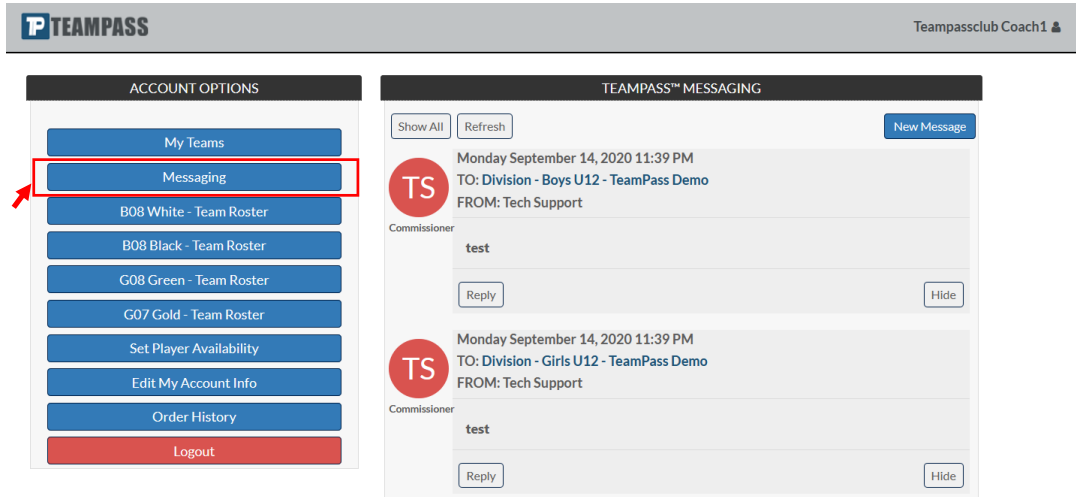 TP TEAMPASS
Teampassclub Coach1
ACCOUNT OPTIONS
My Teams
Messaging
B08 White - Team Roster
B08 Black - Team Roster
G08 Green - Team Roster
G07 Gold - Team Roster
Set Player Availability
Edit My Account Info
Order History
Logout
TEAMPASS™ MESSAGING
Show All
Refresh
New Message
TS
Commissioner
Monday September 14, 2020 11:39 PM
TO: Division - Boys U12 - TeamPass Demo
FROM: Tech Support
test
Reply
Hide
TS
Commissioner
Monday September 14, 2020 11:39 PM
TO: Division - Girls U12 - TeamPass Demo
FROM: Tech Support
test
Reply
Hide